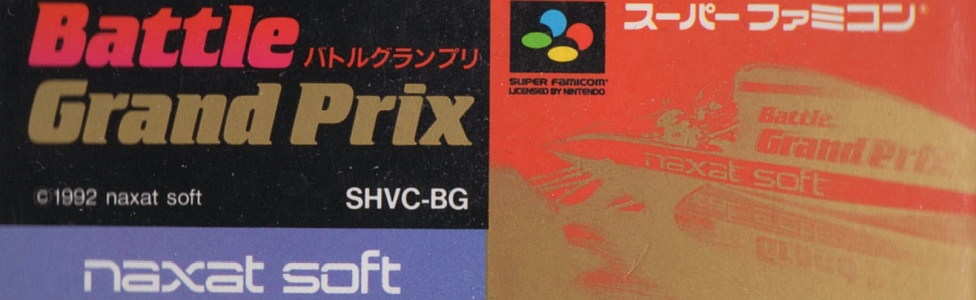 Battle
バトルグランプリ
Grand Prix
©1992 naxat soft
SHVC-BG
naxat soft
スーパーファミコン®
SUPER FAMICOM®
LICENSED BY NINTENDO
Battle
Grand Prix
naxat soft